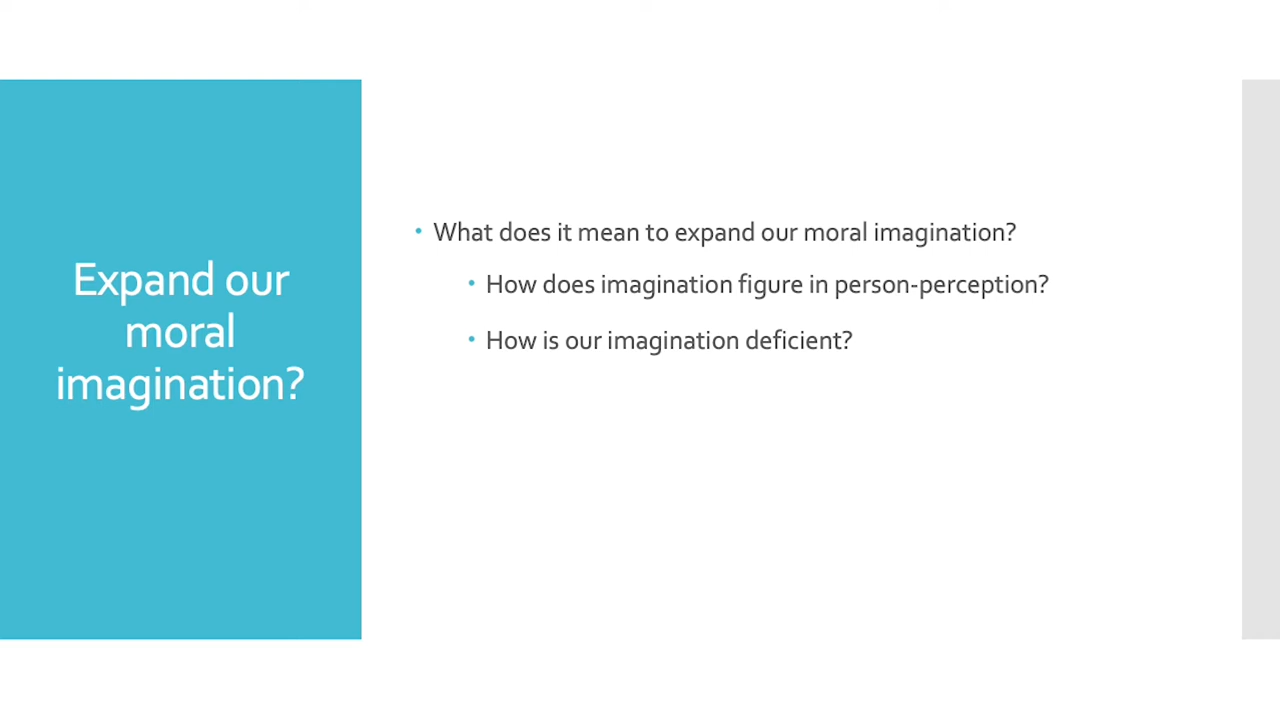 Expand our
moral
imagination?
• What does it mean to expand our moral imagination?
• How does imagination figure in person-perception?
• How is our imagination deficient?